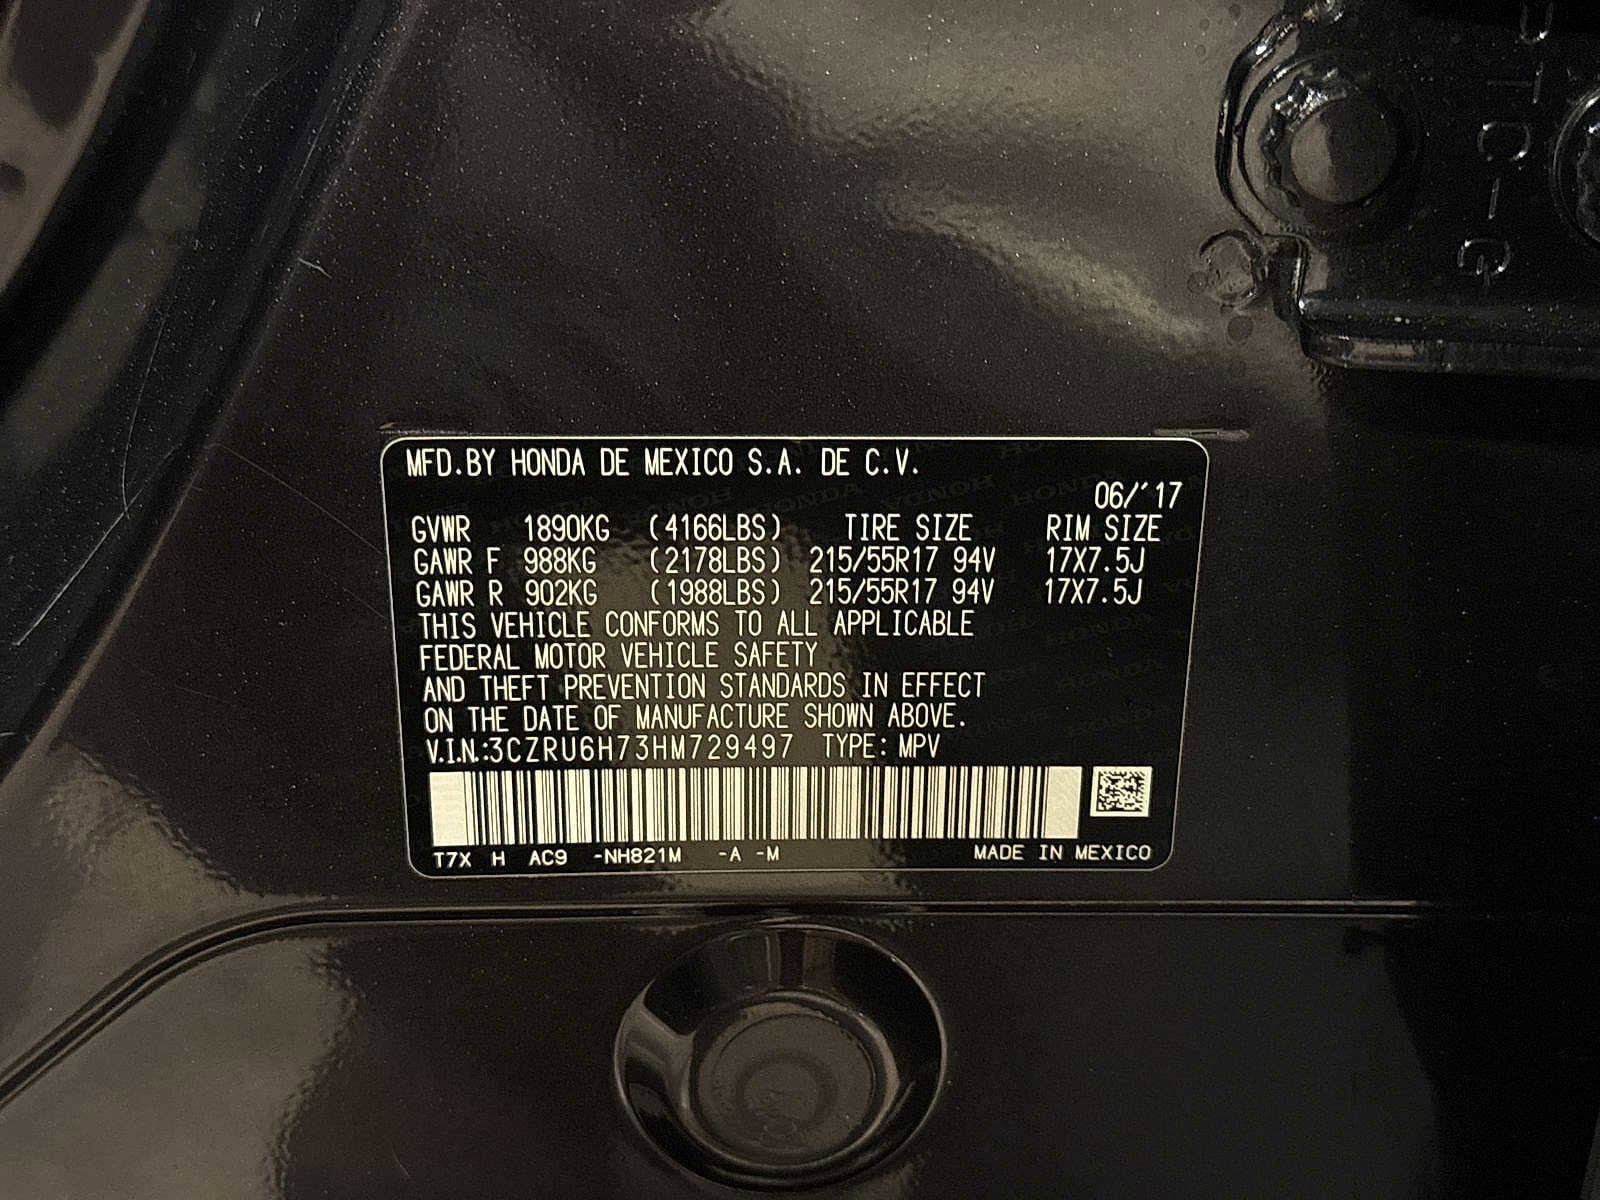 MFD.BY HONDA DE MEXICO S.A. DE C.V.
06/'17
GVWR 1890KG (4166LBS) TIRE SIZE RIM SIZE
GAWR F 988KG (2178LBS) 215/55R17 94V 17X7.5J
GAWR R 902KG (1988LBS) 215/55R17 94V 17X7.5J
THIS VEHICLE CONFORMS TO ALL APPLICABLE
FEDERAL MOTOR VEHICLE SAFETY
AND THEFT PREVENTION STANDARDS IN EFFECT
ON THE DATE OF MANUFACTURE SHOWN ABOVE.
V.I.N.:3CZRU6H73HM729497 TYPE: MPV
T7X H AC9 -NH821M -A -M MADE IN MEXICO